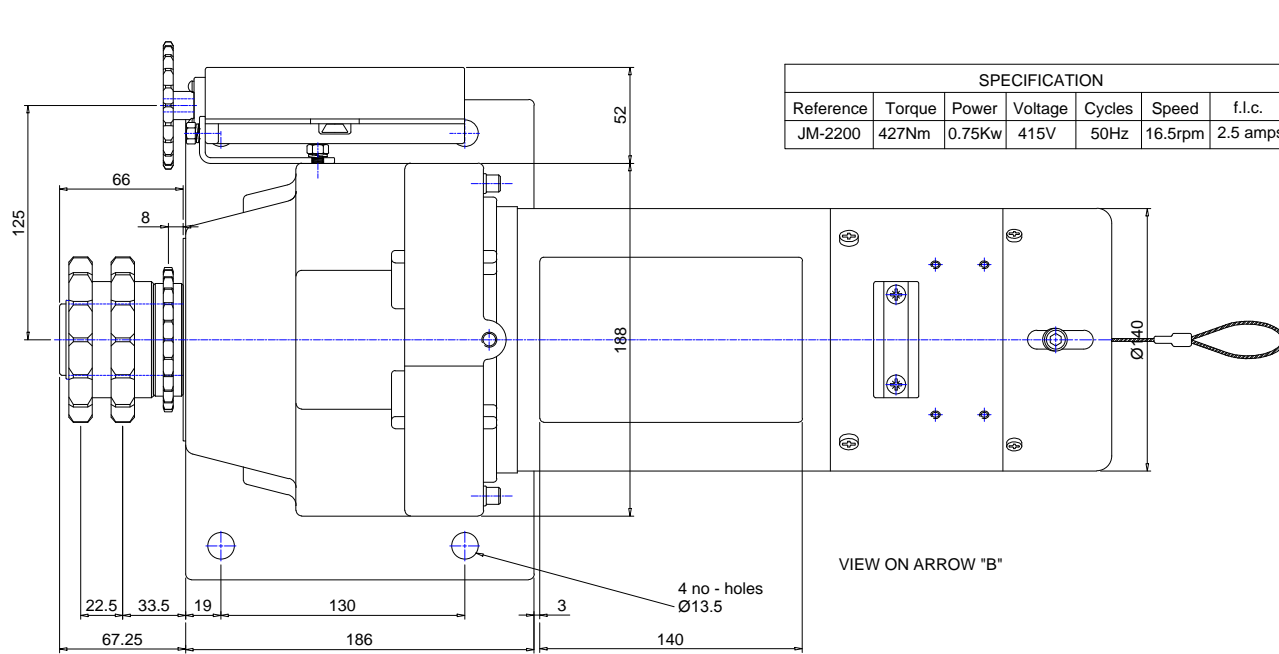 SPECIFICATION
Reference Torque Power Voltage Cycles Speed f.l.c.
JM-2200 427Nm 0.75Kw 415V 50Hz 16.5rpm 2.5 amps
52
66
125
8
188
Ø140
VIEW ON ARROW "B"
4 no - holes
Ø13.5
22.5 33.5 19 130 3
67.25 186 140